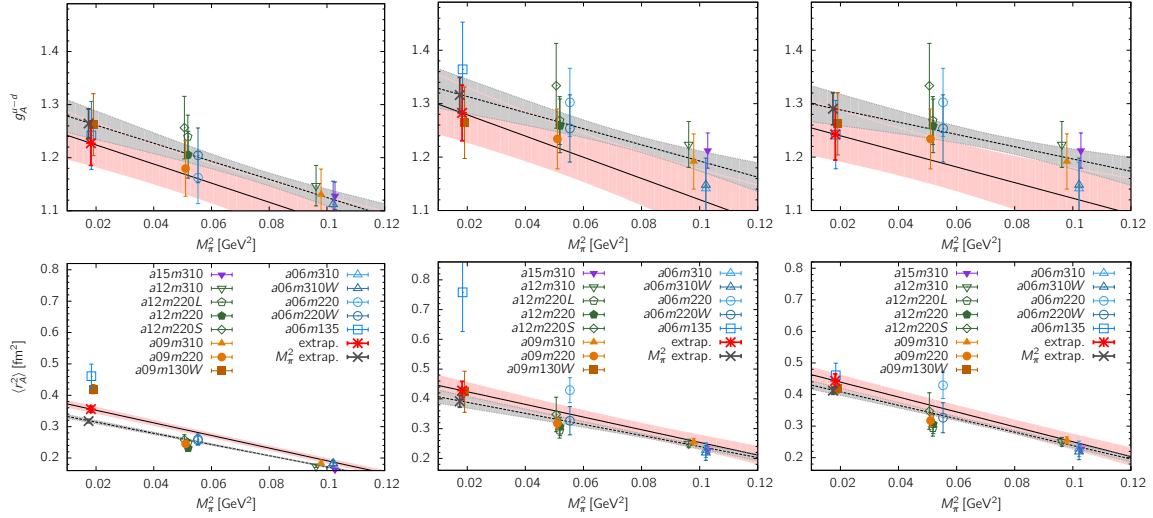 g_A^{u−d}
1.4
1.3
1.2
1.1
0.02 0.04 0.06 0.08 0.1 0.12
M_π^2 [GeV^2]
1.4
1.3
1.2
1.1
0.02 0.04 0.06 0.08 0.1 0.12
M_π^2 [GeV^2]
1.4
1.3
1.2
1.1
0.02 0.04 0.06 0.08 0.1 0.12
M_π^2 [GeV^2]
⟨r_A^2⟩ [fm^2]
0.8
0.7
0.6
0.5
0.4
0.3
0.2
a15m310
a12m310
a12m220L
a12m220
a12m220S
a09m310
a09m220
a09m130W
a06m310
a06m310W
a06m220
a06m220W
a06m135
extrap.
M_π^2 extrap.
0.02 0.04 0.06 0.08 0.1 0.12
M_π^2 [GeV^2]
0.8
0.7
0.6
0.5
0.4
0.3
0.2
a15m310
a12m310
a12m220L
a12m220
a12m220S
a09m310
a09m220
a09m130W
a06m310
a06m310W
a06m220
a06m220W
a06m135
extrap.
M_π^2 extrap.
0.02 0.04 0.06 0.08 0.1 0.12
M_π^2 [GeV^2]
0.8
0.7
0.6
0.5
0.4
0.3
0.2
a15m310
a12m310
a12m220L
a12m220
a12m220S
a09m310
a09m220
a09m130W
a06m310
a06m310W
a06m220
a06m220W
a06m135
extrap.
M_π^2 extrap.
0.02 0.04 0.06 0.08 0.1 0.12
M_π^2 [GeV^2]